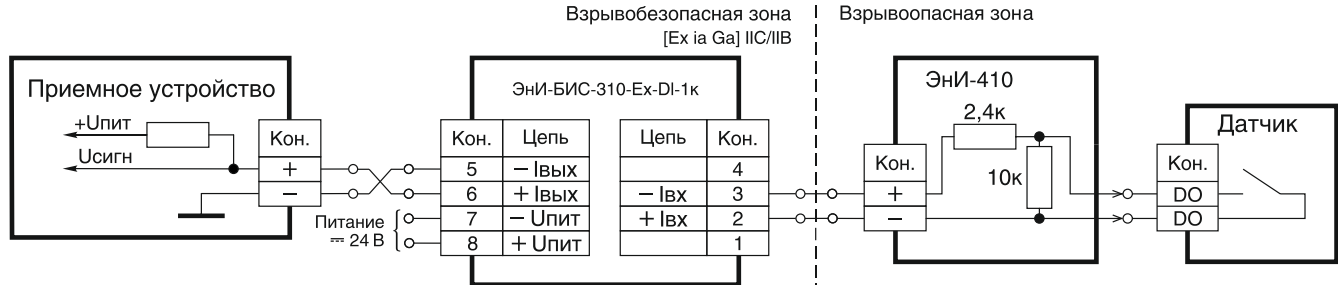 Взрывобезопасная зона
[Ex ia Ga] IIC/IIB
Взрывоопасная зона
Приемное устройство
+Uпит
Uсигн
Кон.
+
−
Питание
⎓ 24 В
ЭнИ-БИС-310-Ex-DI-1к
Кон. Цепь
5 − Iвых
6 + Iвых
7 − Uпит
8 + Uпит
Цепь Кон.
4
− Iвх 3
+ Iвх 2
1
ЭнИ-410
2,4к
10к
Кон.
+
−
Датчик
Кон.
DO
DO